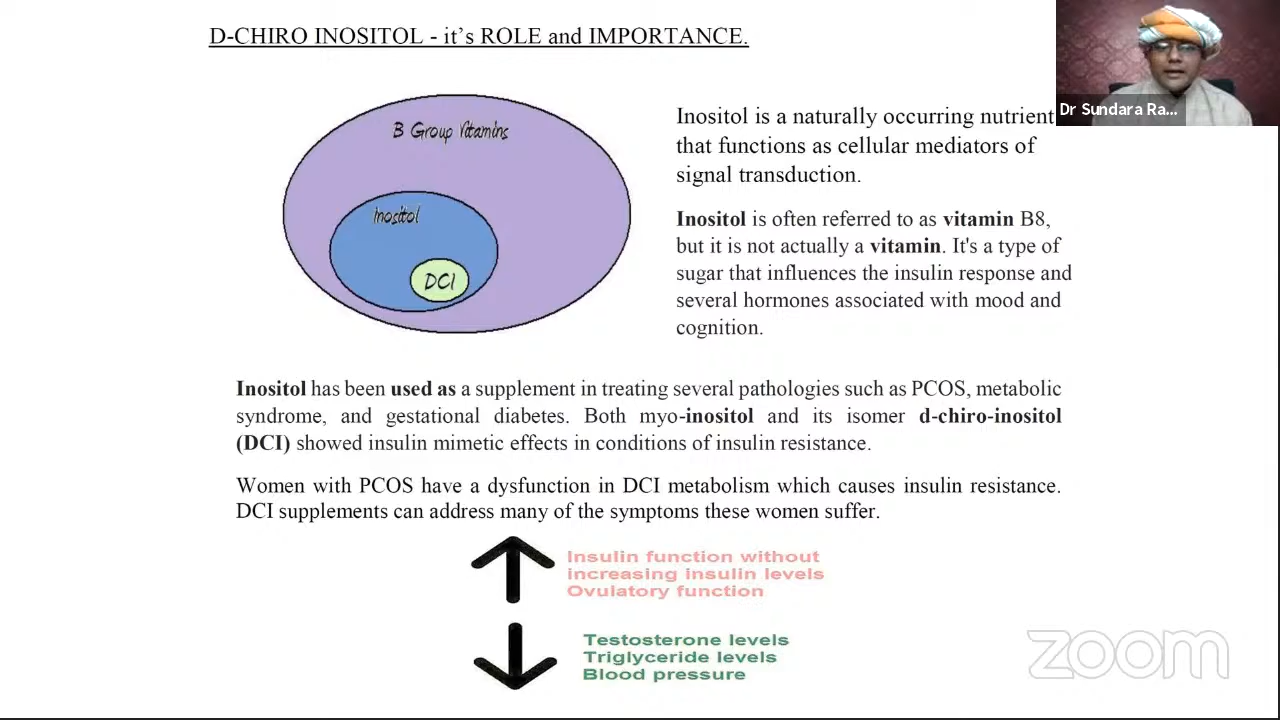 D-CHIRO INOSITOL - it’s ROLE and IMPORTANCE.
Dr Sundara Ra...
B Group Vitamins
Inositol
DCI
Inositol is a naturally occurring nutrient
that functions as cellular mediators of
signal transduction.
Inositol is often referred to as vitamin B8,
but it is not actually a vitamin. It's a type of
sugar that influences the insulin response and
several hormones associated with mood and
cognition.
Inositol has been used as a supplement in treating several pathologies such as PCOS, metabolic
syndrome, and gestational diabetes. Both myo-inositol and its isomer d-chiro-inositol
(DCI) showed insulin mimetic effects in conditions of insulin resistance.
Women with PCOS have a dysfunction in DCI metabolism which causes insulin resistance.
DCI supplements can address many of the symptoms these women suffer.
Insulin function without
increasing insulin levels
Ovulatory function
Testosterone levels
Triglyceride levels
Blood pressure
zoom